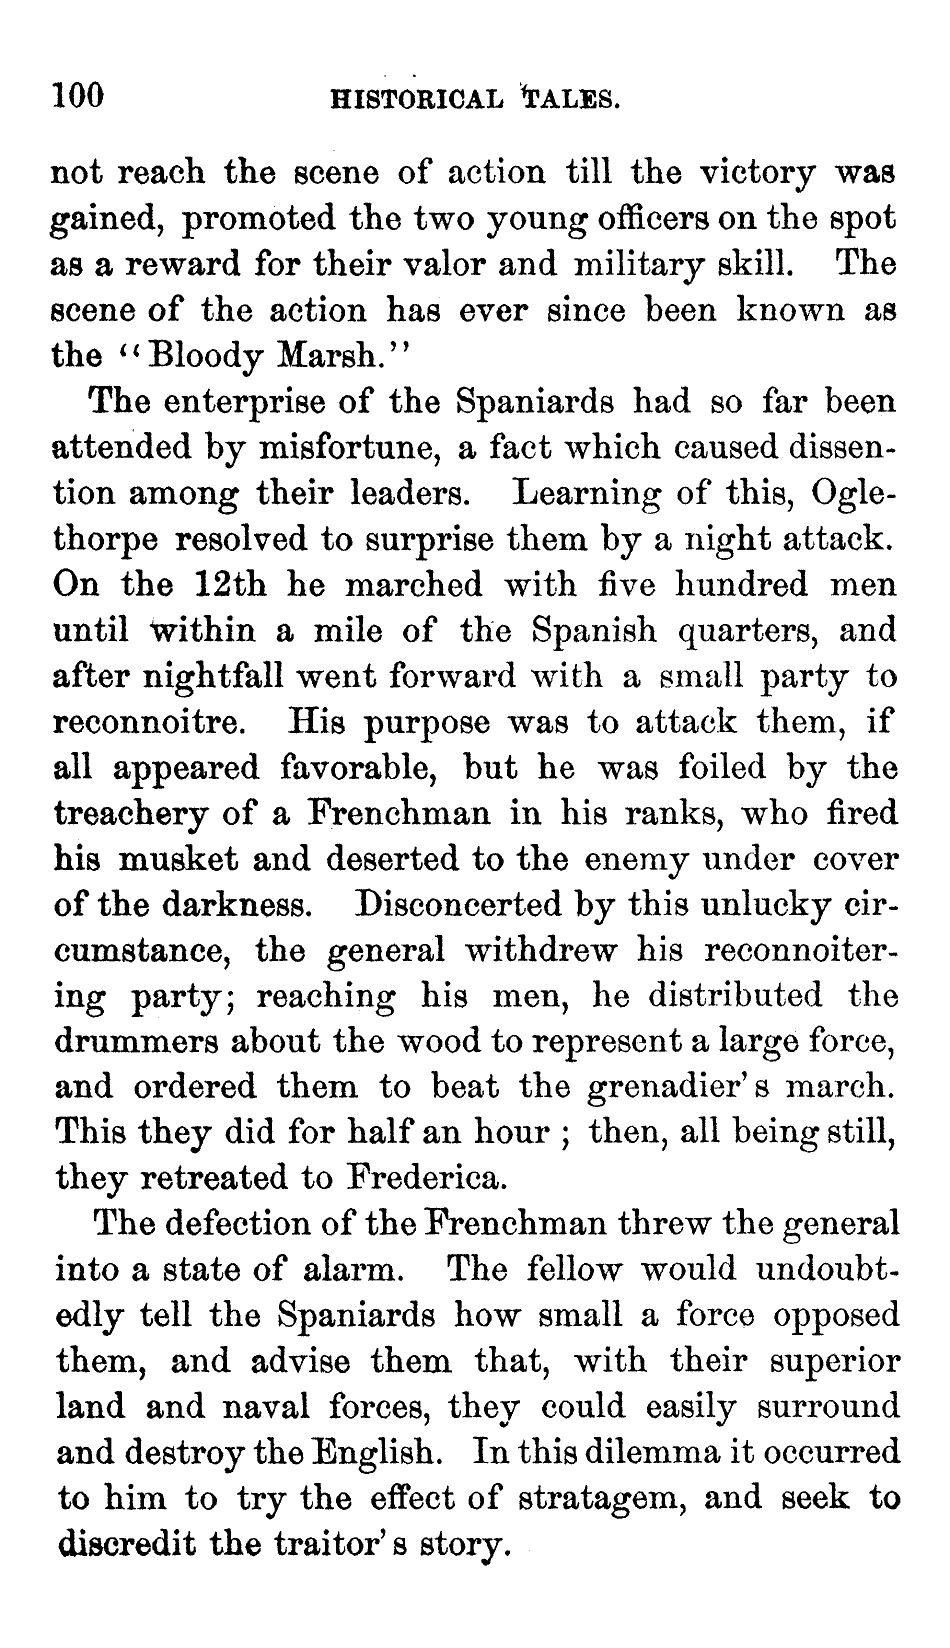 100 HISTORICAL TALES.
not reach the scene of action till the victory was
gained, promoted the two young officers on the spot
as a reward for their valor and military skill. The
scene of the action has ever since been known as
the “Bloody Marsh.”
The enterprise of the Spaniards had so far been
attended by misfortune, a fact which caused dissen-
tion among their leaders. Learning of this, Ogle-
thorpe resolved to surprise them by a night attack.
On the 12th he marched with five hundred men
until within a mile of the Spanish quarters, and
after nightfall went forward with a small party to
reconnoitre. His purpose was to attack them, if
all appeared favorable, but he was foiled by the
treachery of a Frenchman in his ranks, who fired
his musket and deserted to the enemy under cover
of the darkness. Disconcerted by this unlucky cir-
cumstance, the general withdrew his reconnoiter-
ing party; reaching his men, he distributed the
drummers about the wood to represent a large force,
and ordered them to beat the grenadier’s march.
This they did for half an hour ; then, all being still,
they retreated to Frederica.
The defection of the Frenchman threw the general
into a state of alarm. The fellow would undoubt-
edly tell the Spaniards how small a force opposed
them, and advise them that, with their superior
land and naval forces, they could easily surround
and destroy the English. In this dilemma it occurred
to him to try the effect of stratagem, and seek to
discredit the traitor’s story.